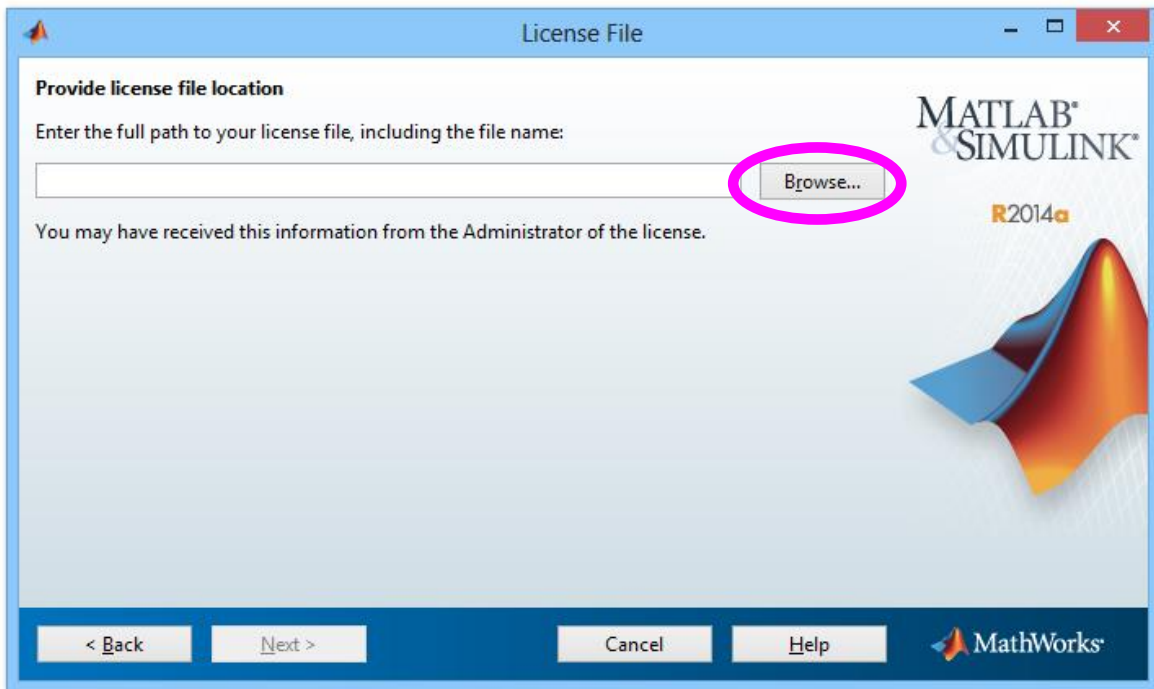 License File
Provide license file location
Enter the full path to your license file, including the file name:
Browse...
You may have received this information from the Administrator of the license.
MATLAB®
&SIMULINK®
R2014a
< Back
Next >
Cancel
Help
MathWorks®